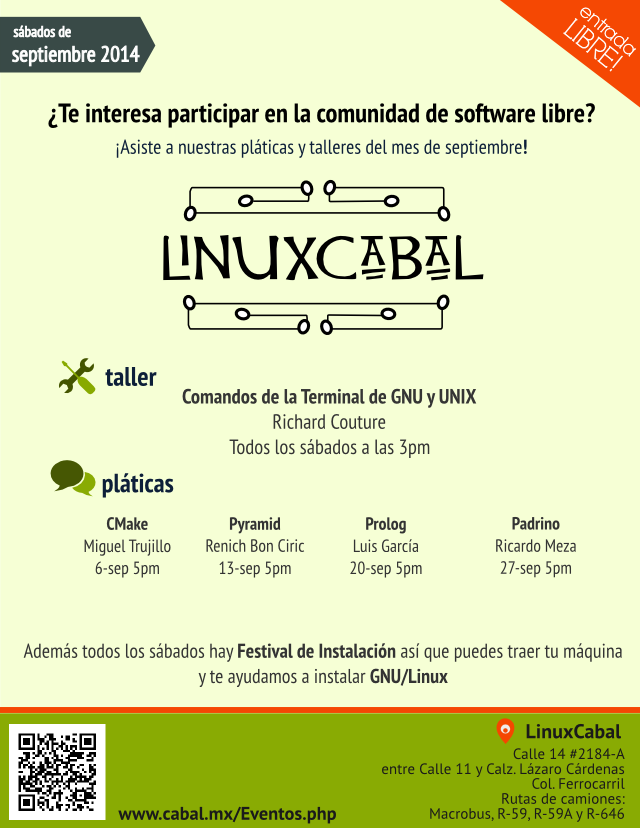 sábados de
septiembre 2014
entrada
LIBRE!
¿Te interesa participar en la comunidad de software libre?
¡Asiste a nuestras pláticas y talleres del mes de septiembre!
LINUXCABAL
taller
Comandos de la Terminal de GNU y UNIX
Richard Couture
Todos los sábados a las 3pm
pláticas
CMake
Miguel Trujillo
6-sep 5pm
Pyramid
Renich Bon Ciric
13-sep 5pm
Prolog
Luis García
20-sep 5pm
Padrino
Ricardo Meza
27-sep 5pm
Además todos los sábados hay Festival de Instalación así que puedes traer tu máquina
y te ayudamos a instalar GNU/Linux
LinuxCabal
Calle 14 #2184-A
entre Calle 11 y Calz. Lázaro Cárdenas
Col. Ferrocarril
Rutas de camiones:
Macrobus, R-59, R-59A y R-646
www.cabal.mx/Eventos.php